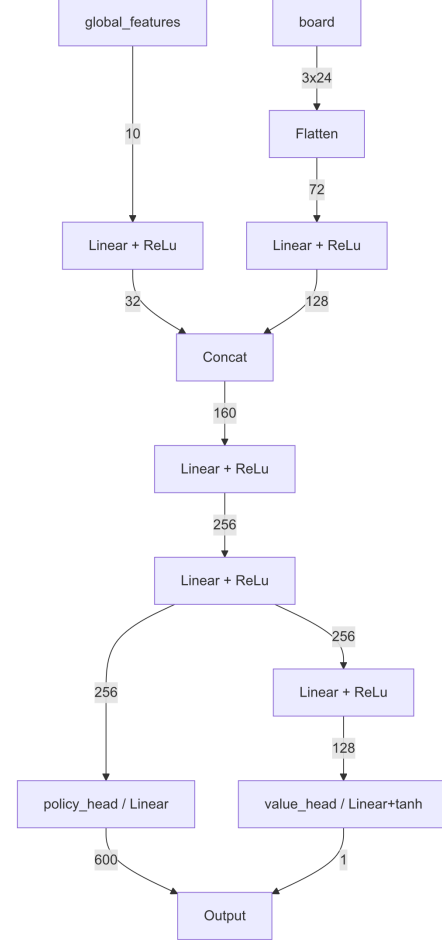 global_features
board
3x24
10
Flatten
72
Linear + ReLu
Linear + ReLu
32
128
Concat
160
Linear + ReLu
256
Linear + ReLu
256
256
Linear + ReLu
128
policy_head / Linear
value_head / Linear+tanh
600
1
Output